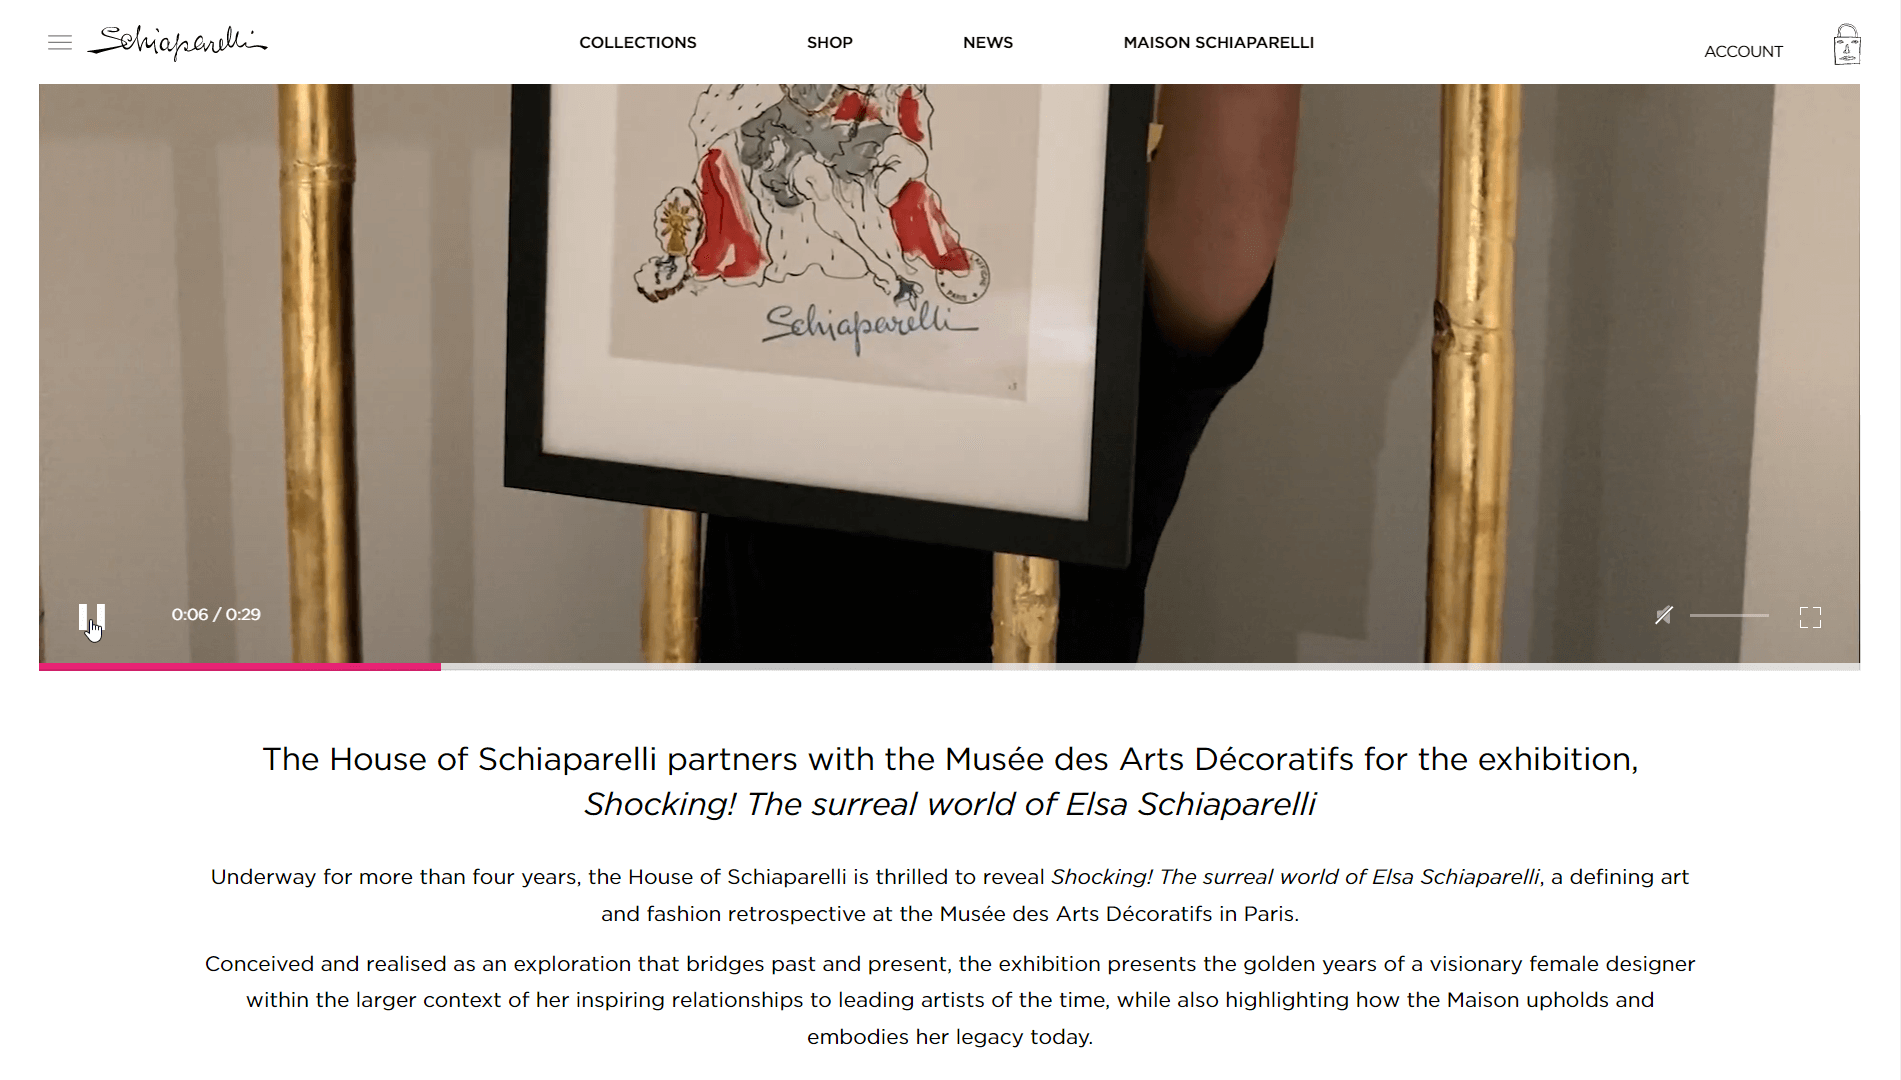 Schiaparelli
COLLECTIONS
SHOP
NEWS
MAISON SCHIAPARELLI
ACCOUNT
PARIS
Schiaparelli
0:06 / 0:29
The House of Schiaparelli partners with the Musée des Arts Décoratifs for the exhibition,
Shocking! The surreal world of Elsa Schiaparelli
Underway for more than four years, the House of Schiaparelli is thrilled to reveal Shocking! The surreal world of Elsa Schiaparelli, a defining art
and fashion retrospective at the Musée des Arts Décoratifs in Paris.
Conceived and realised as an exploration that bridges past and present, the exhibition presents the golden years of a visionary female designer
within the larger context of her inspiring relationships to leading artists of the time, while also highlighting how the Maison upholds and
embodies her legacy today.